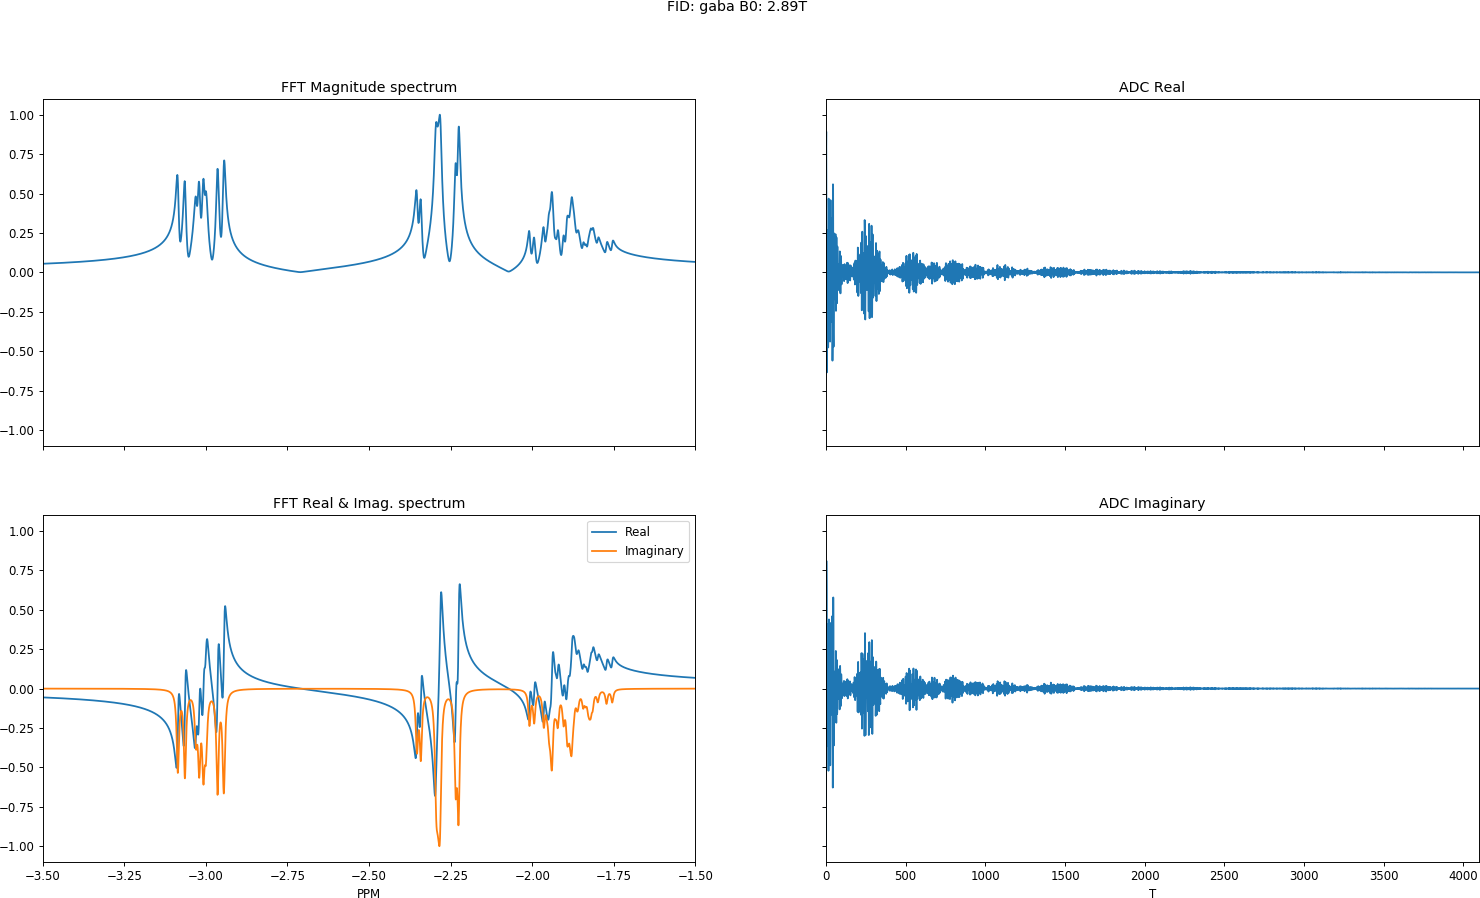 FID: gaba B0: 2.89T
FFT Magnitude spectrum
1.00
0.75
0.50
0.25
0.00
−0.25
−0.50
−0.75
−1.00
ADC Real
FFT Real & Imag. spectrum
Real
Imaginary
1.00
0.75
0.50
0.25
0.00
−0.25
−0.50
−0.75
−1.00
−3.50 −3.25 −3.00 −2.75 −2.50 −2.25 −2.00 −1.75 −1.50
PPM
ADC Imaginary
0 500 1000 1500 2000 2500 3000 3500 4000
T